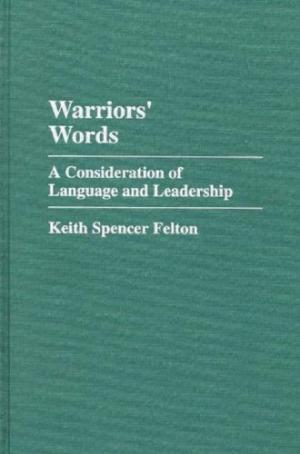 Warriors'
Words
A Consideration of
Language and Leadership
Keith Spencer Felton